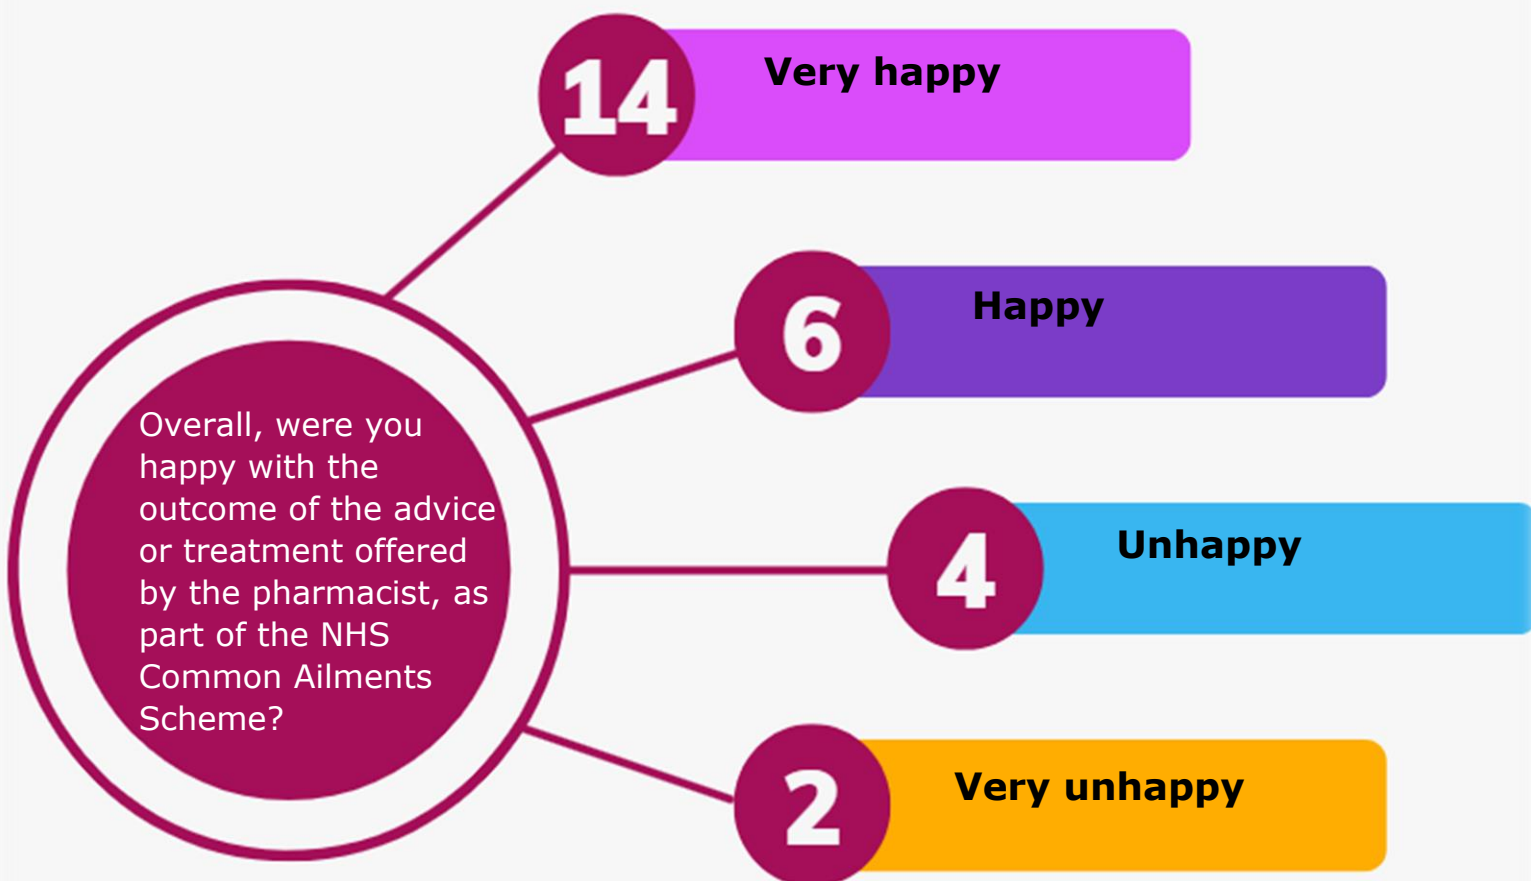 14
Very happy
6
Happy
Overall, were you
happy with the
outcome of the advice
or treatment offered
by the pharmacist, as
part of the NHS
Common Ailments
Scheme?
4
Unhappy
2
Very unhappy